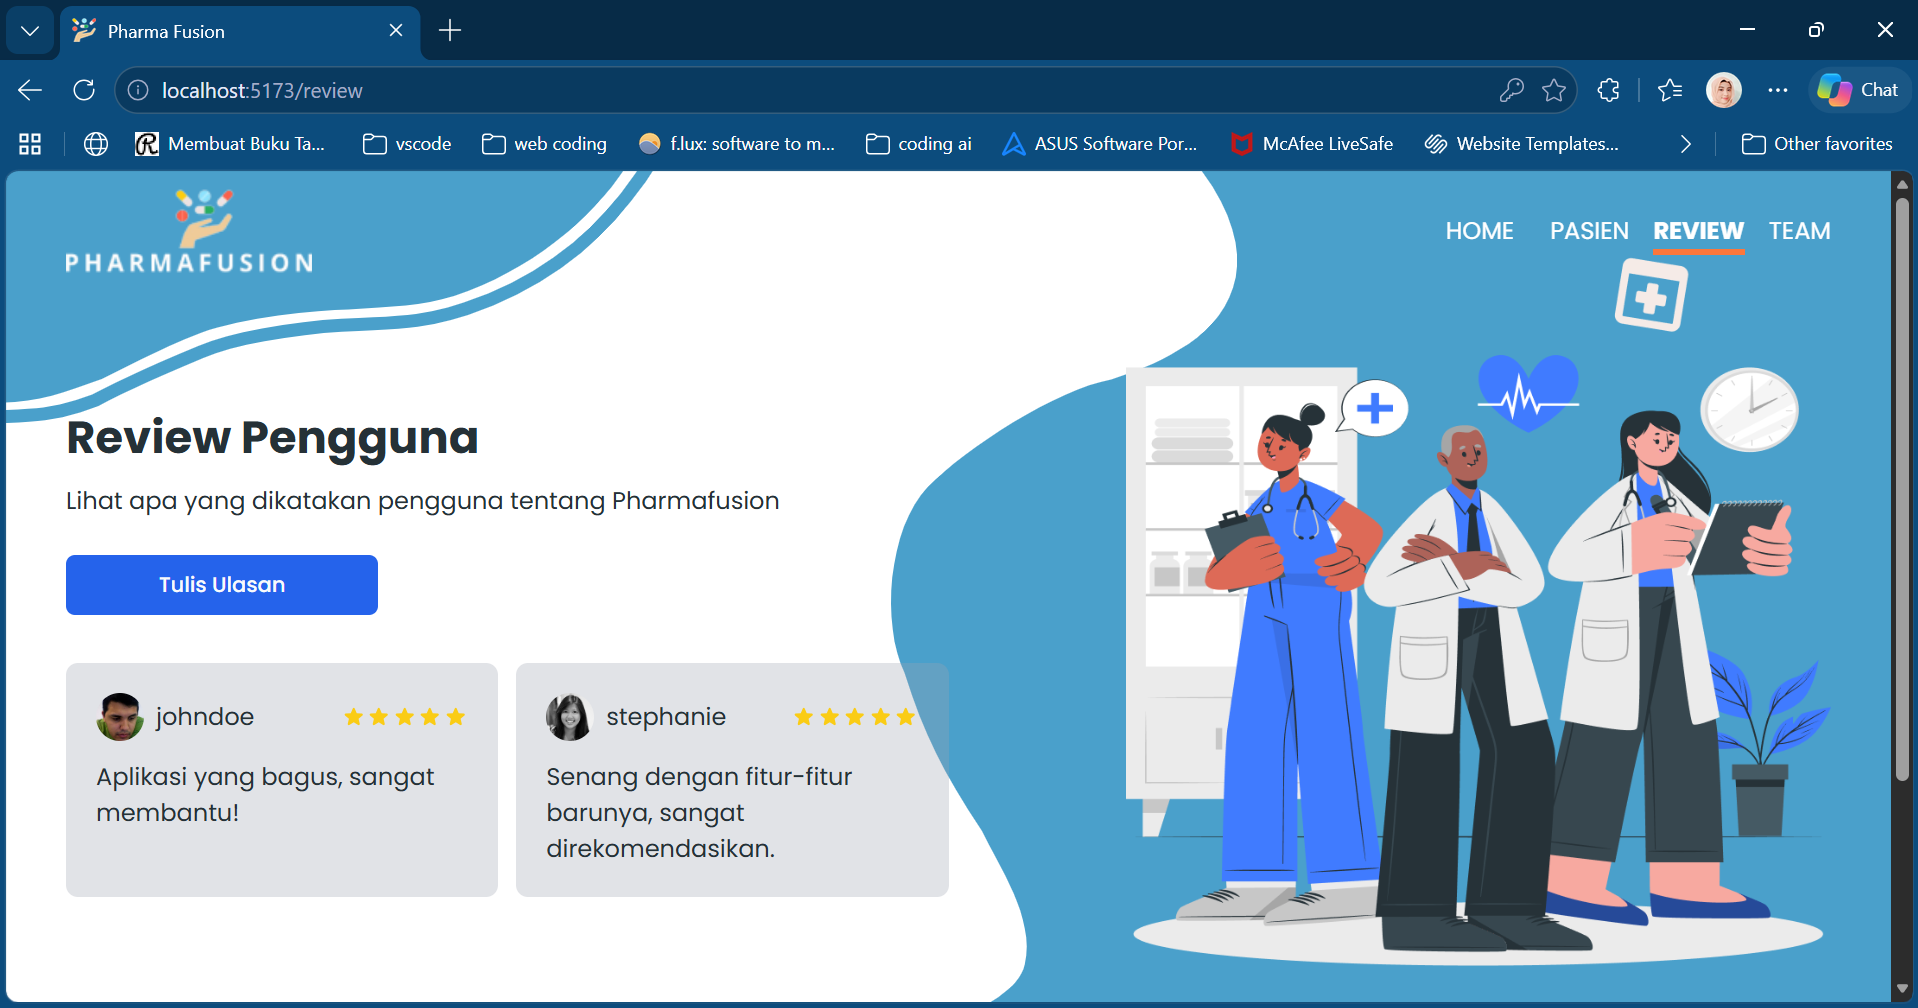 Pharma Fusion
localhost:5173/review
Chat
Membuat Buku Ta...
vscode
web coding
f.lux: software to m...
coding ai
ASUS Software Por...
McAfee LiveSafe
Website Templates...
Other favorites
PHARMAFUSION
HOME PASIEN REVIEW TEAM
Review Pengguna
Lihat apa yang dikatakan pengguna tentang Pharmafusion
Tulis Ulasan
johndoe
Aplikasi yang bagus, sangat
membantu!
stephanie
Senang dengan fitur-fitur
barunya, sangat
direkomendasikan.